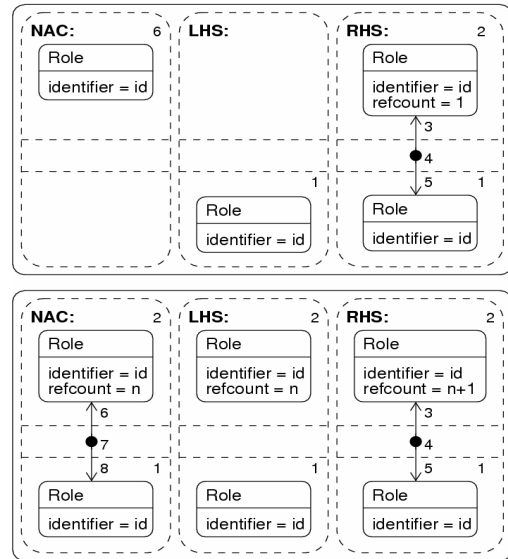 NAC: 6
Role
identifier = id
LHS:
1
Role
identifier = id
RHS: 2
Role
identifier = id
refcount = 1
3
4
5 1
Role
identifier = id
NAC: 2
Role
identifier = id
refcount = n
6
7
8 1
Role
identifier = id
LHS: 2
Role
identifier = id
refcount = n
1
Role
identifier = id
RHS: 2
Role
identifier = id
refcount = n+1
3
4
5 1
Role
identifier = id